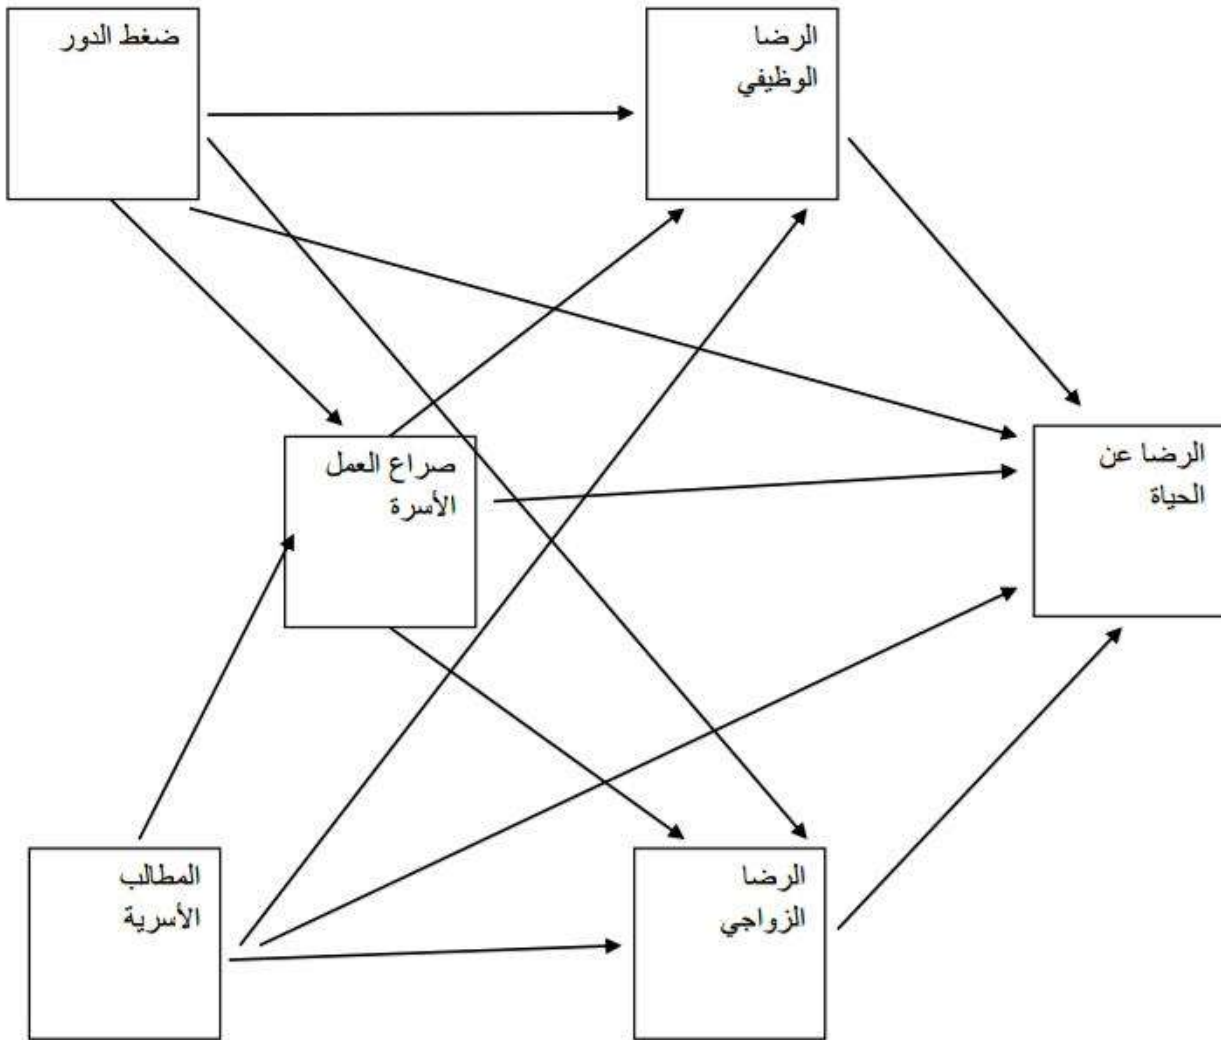 ضغط الدور
الرضا
الوظيفي
صراع العمل
الأسرة
الرضا عن
الحياة
المطالب
الأسرية
الرضا
الزواجي